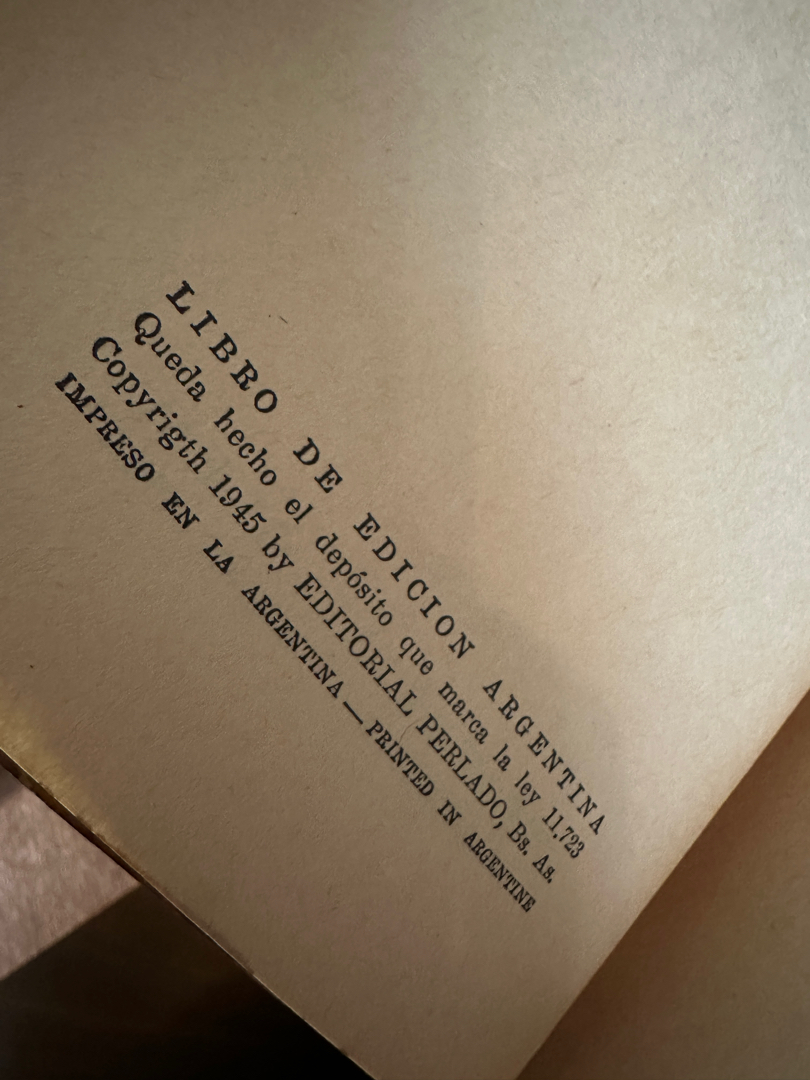 LIBRO DE EDICION ARGENTINA
Queda hecho el depósito que marca la ley 11.723
Copyrigth 1945 by EDITORIAL PERLADO, Bs. As.
IMPRESO EN LA ARGENTINA — PRINTED IN ARGENTINE